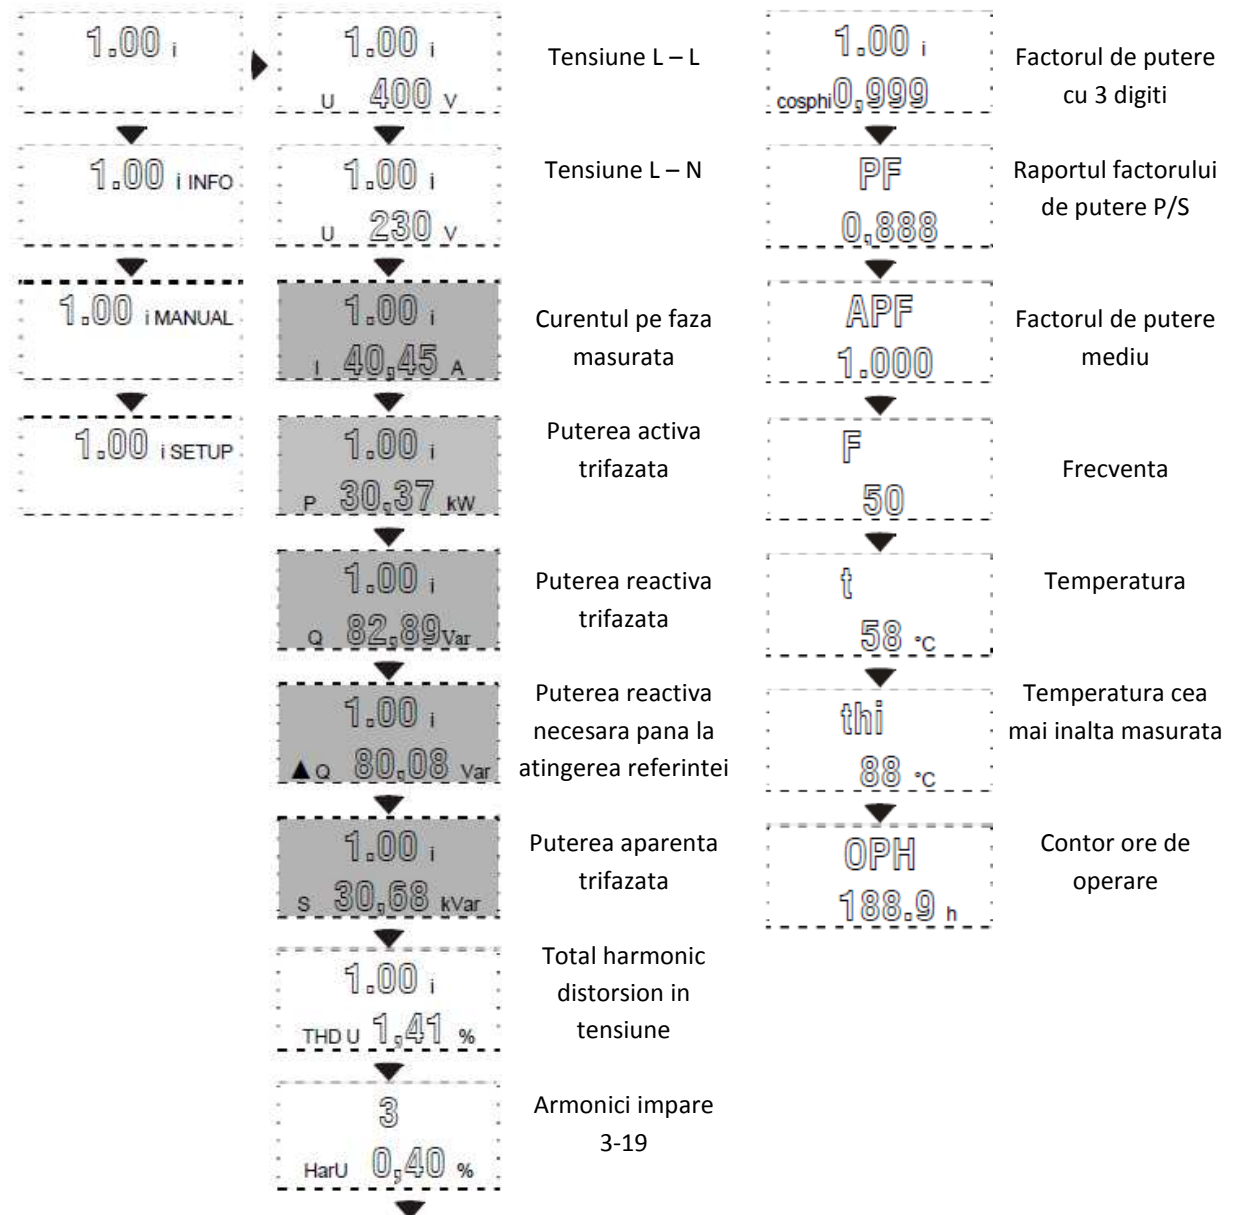 1.00 i
1.00 i INFO
1.00 i MANUAL
1.00 i SETUP
1.00 i
U 400 V
Tensiune L – L
1.00 i
U 230 V
Tensiune L – N
1.00 i
I 40,45 A
Curentul pe faza
masurata
1.00 i
P 30,37 kW
Puterea activa
trifazata
1.00 i
Q 82,89 Var
Puterea reactiva
trifazata
1.00 i
▲Q 80,08 Var
Puterea reactiva
necesara pana la
atingerea referintei
1.00 i
S 30,68 kVar
Puterea aparenta
trifazata
1.00 i
THD U 1,41 %
Total harmonic
distorsion in
tensiune
3
HarU 0,40 %
Armonici impare
3-19
1.00 i
cosphi 0,999
Factorul de putere
cu 3 digiti
PF
0,888
Raportul factorului
de putere P/S
APF
1.000
Factorul de putere
mediu
F
50
Frecventa
t
58 °C
Temperatura
thi
88 °C
Temperatura cea
mai inalta masurata
OPH
188.9 h
Contor ore de
operare